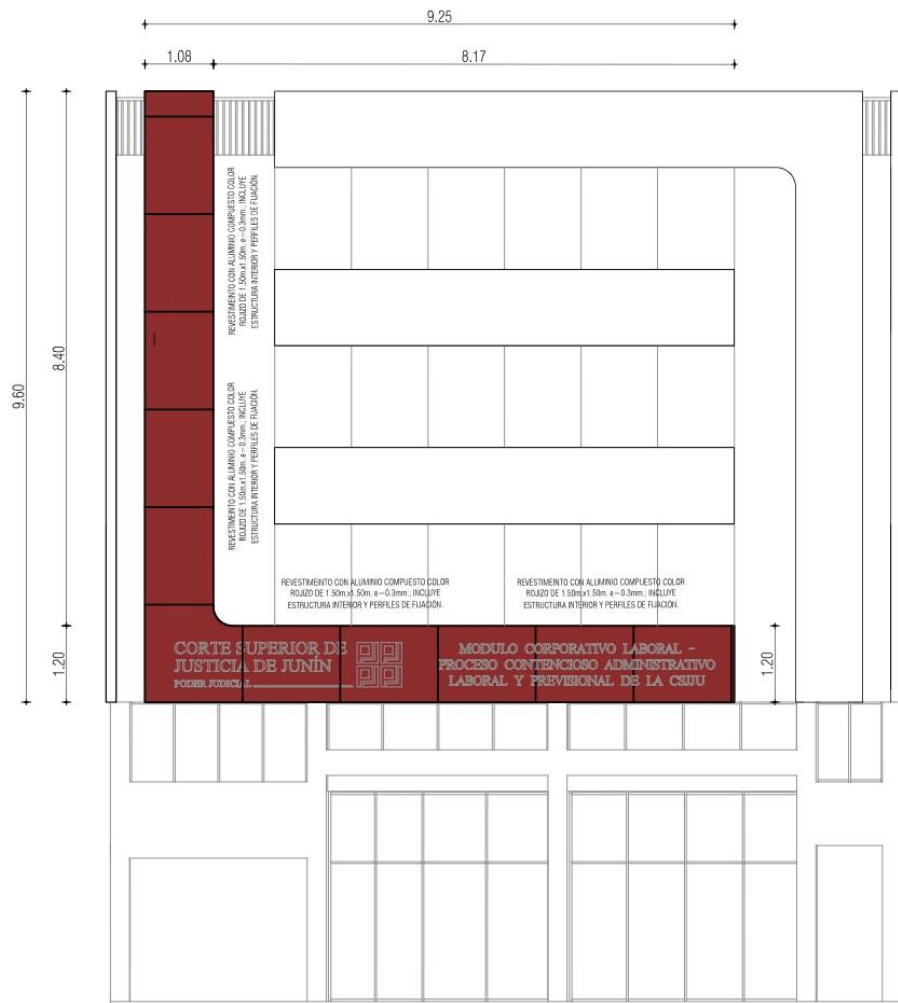 9.25
1.08
8.17
9.60
8.40
1.20
REVESTIMEINTO CON ALUMINIO COMPUESTO COLOR
ROJIZO DE 1.50m.x1.50m. e=0.3mm.; INCLUYE
ESTRUCTURA INTERIOR Y PERFILES DE FIJACIÓN.
REVESTIMEINTO CON ALUMINIO COMPUESTO COLOR
ROJIZO DE 1.50m.x1.50m. e=0.3mm.; INCLUYE
ESTRUCTURA INTERIOR Y PERFILES DE FIJACIÓN.
REVESTIMEINTO CON ALUMINIO COMPUESTO COLOR
ROJIZO DE 1.50m.x1.50m. e=0.3mm.; INCLUYE
ESTRUCTURA INTERIOR Y PERFILES DE FIJACIÓN.
REVESTIMEINTO CON ALUMINIO COMPUESTO COLOR
ROJIZO DE 1.50m.x1.50m. e=0.3mm.; INCLUYE
ESTRUCTURA INTERIOR Y PERFILES DE FIJACIÓN.
CORTE SUPERIOR DE
JUSTICIA DE JUNÍN
PODER JUDICIAL
MODULO CORPORATIVO LABORAL -
PROCESO CONTENCIOSO ADMINISTRATIVO
LABORAL Y PREVISIONAL DE LA CSJJU
1.20